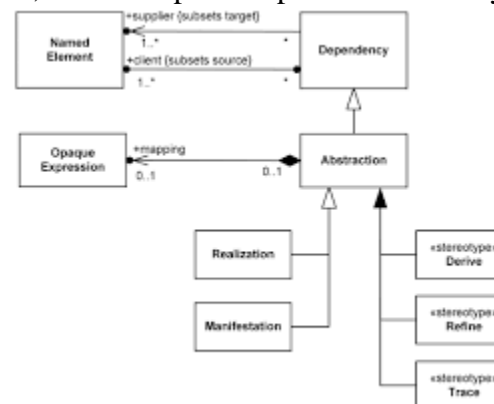 +supplier {subsets target}
Named
Element
1..*
*
Dependency
+client {subsets source}
1..*
*
Opaque
Expression
+mapping
0..1
0..1
Abstraction
Realization
«stereotype»
Derive
Manifestation
«stereotype»
Refine
«stereotype»
Trace